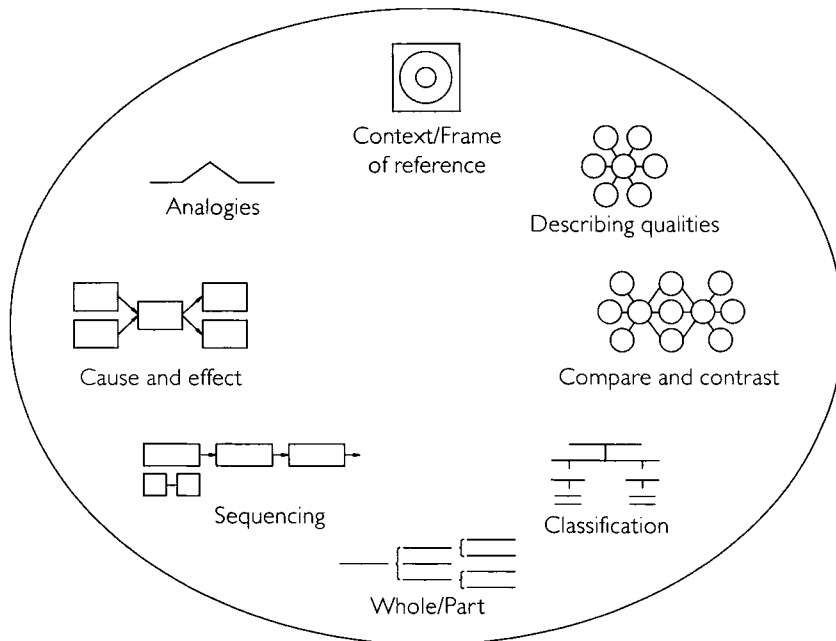 Context/Frame
of reference
Analogies
Describing qualities
Cause and effect
Compare and contrast
Sequencing
Classification
Whole/Part